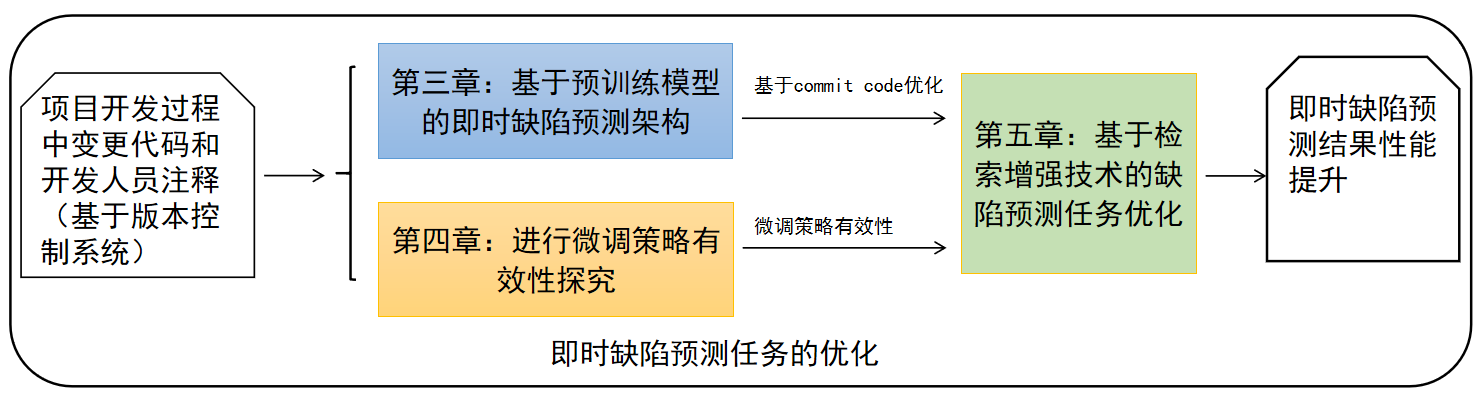 项目开发过程
中变更代码和
开发人员注释
（基于版本控
制系统）
第三章：基于预训练模型
的即时缺陷预测架构
第四章：进行微调策略有
效性探究
基于commit code优化
微调策略有效性
第五章：基于检
索增强技术的缺
陷预测任务优化
即时缺陷预
测结果性能
提升
即时缺陷预测任务的优化